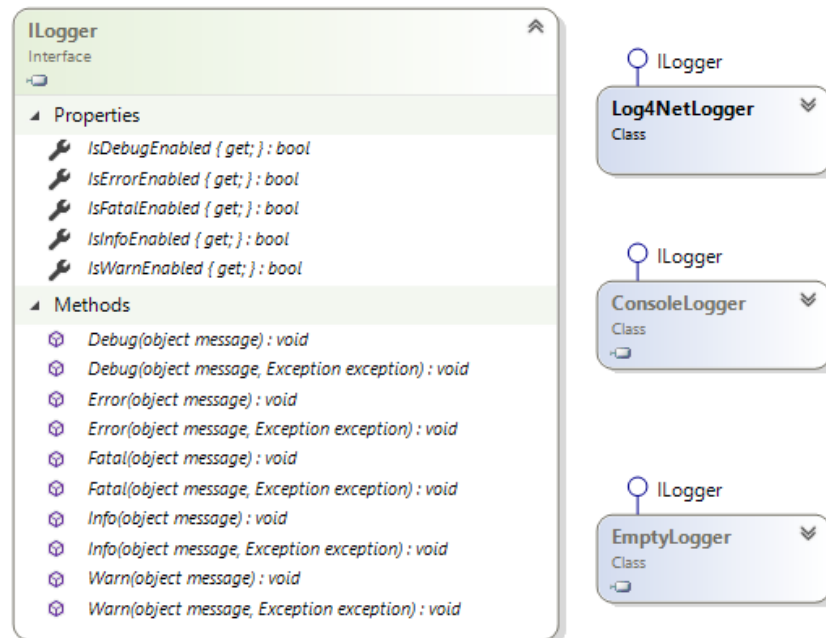 ILogger
Interface
Properties
IsDebugEnabled { get; } : bool
IsErrorEnabled { get; } : bool
IsFatalEnabled { get; } : bool
IsInfoEnabled { get; } : bool
IsWarnEnabled { get; } : bool
Methods
Debug(object message) : void
Debug(object message, Exception exception) : void
Error(object message) : void
Error(object message, Exception exception) : void
Fatal(object message) : void
Fatal(object message, Exception exception) : void
Info(object message) : void
Info(object message, Exception exception) : void
Warn(object message) : void
Warn(object message, Exception exception) : void
ILogger
Log4NetLogger
Class
ILogger
ConsoleLogger
Class
ILogger
EmptyLogger
Class